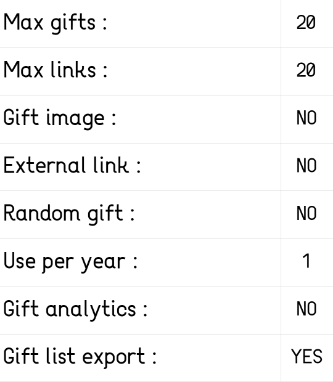 Max gifts : 20
Max links : 20
Gift image : NO
External link : NO
Random gift : NO
Use per year : 1
Gift analytics : NO
Gift list export : YES